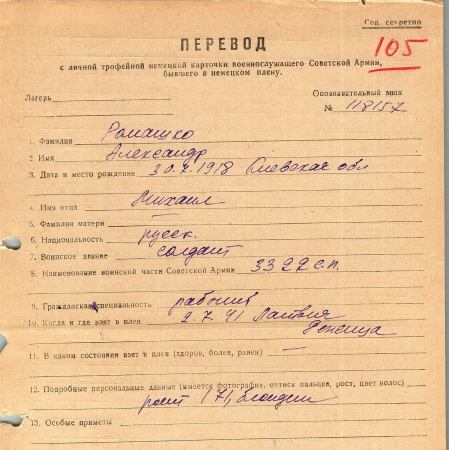 Сов. секретно
105
ПЕРЕВОД
с личной трофейной немецкой карточки военнослужащего Советской Армии,
бывшего в немецком плену.
Лагерь
Опознавательный знак
№ 118157
1. Фамилия Ромашко
2. Имя Александр
3. Дата и место рождения 30.7.1918 Киевская обл
4. Имя отца Михаил
5. Фамилия матери
6. Национальность русск.
7. Воинское звание солдат
8. Наименование воинской части Советской Армии 3322 с.п.
9. Гражданская специальность рабочий
10. Когда и где взят в плен 2.7.41 Латвия
11. В каком состоянии взят в плен (здоров, болен, ранен)
12. Подробные персональные данные (имеется фотография, оттиск пальцев, рост, цвет волос)
рост 171, блондин
13. Особые приметы